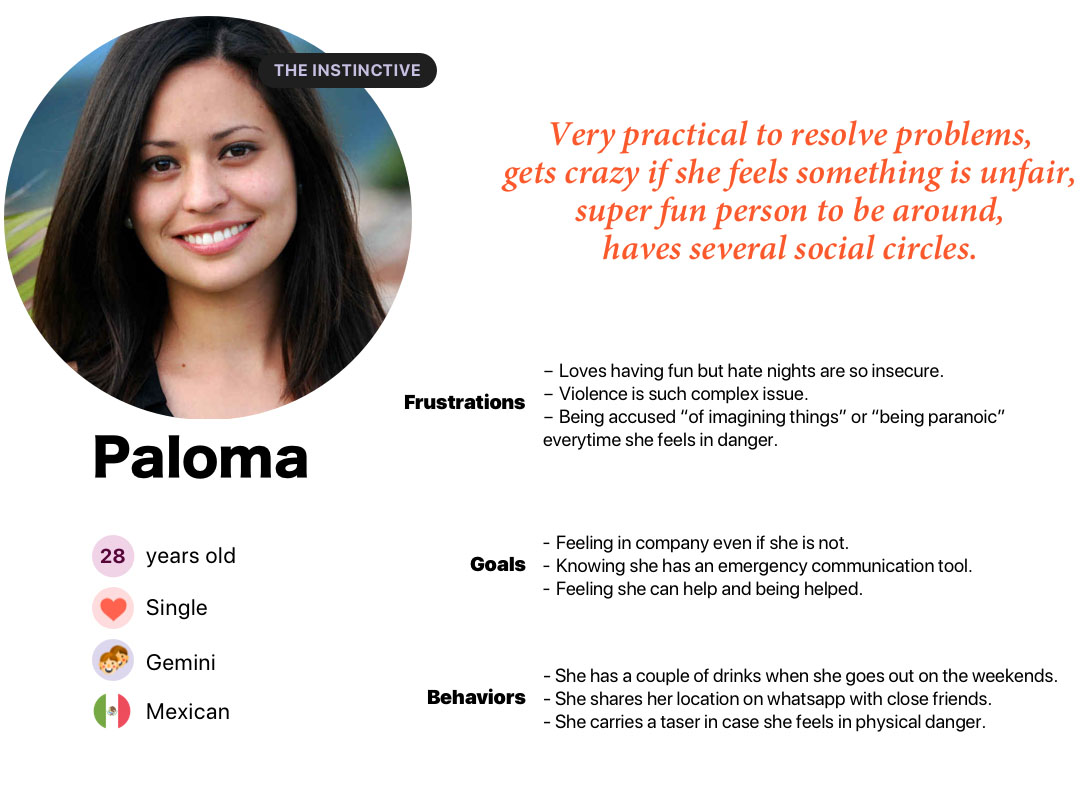 THE INSTINCTIVE
Very practical to resolve problems,
gets crazy if she feels something is unfair,
super fun person to be around,
haves several social circles.
Paloma
28 years old
Single
Gemini
Mexican
Frustrations
– Loves having fun but hate nights are so insecure.
– Violence is such complex issue.
– Being accused “of imagining things” or “being paranoic”
everytime she feels in danger.
Goals
- Feeling in company even if she is not.
- Knowing she has an emergency communication tool.
- Feeling she can help and being helped.
Behaviors
- She has a couple of drinks when she goes out on the weekends.
- She shares her location on whatsapp with close friends.
- She carries a taser in case she feels in physical danger.